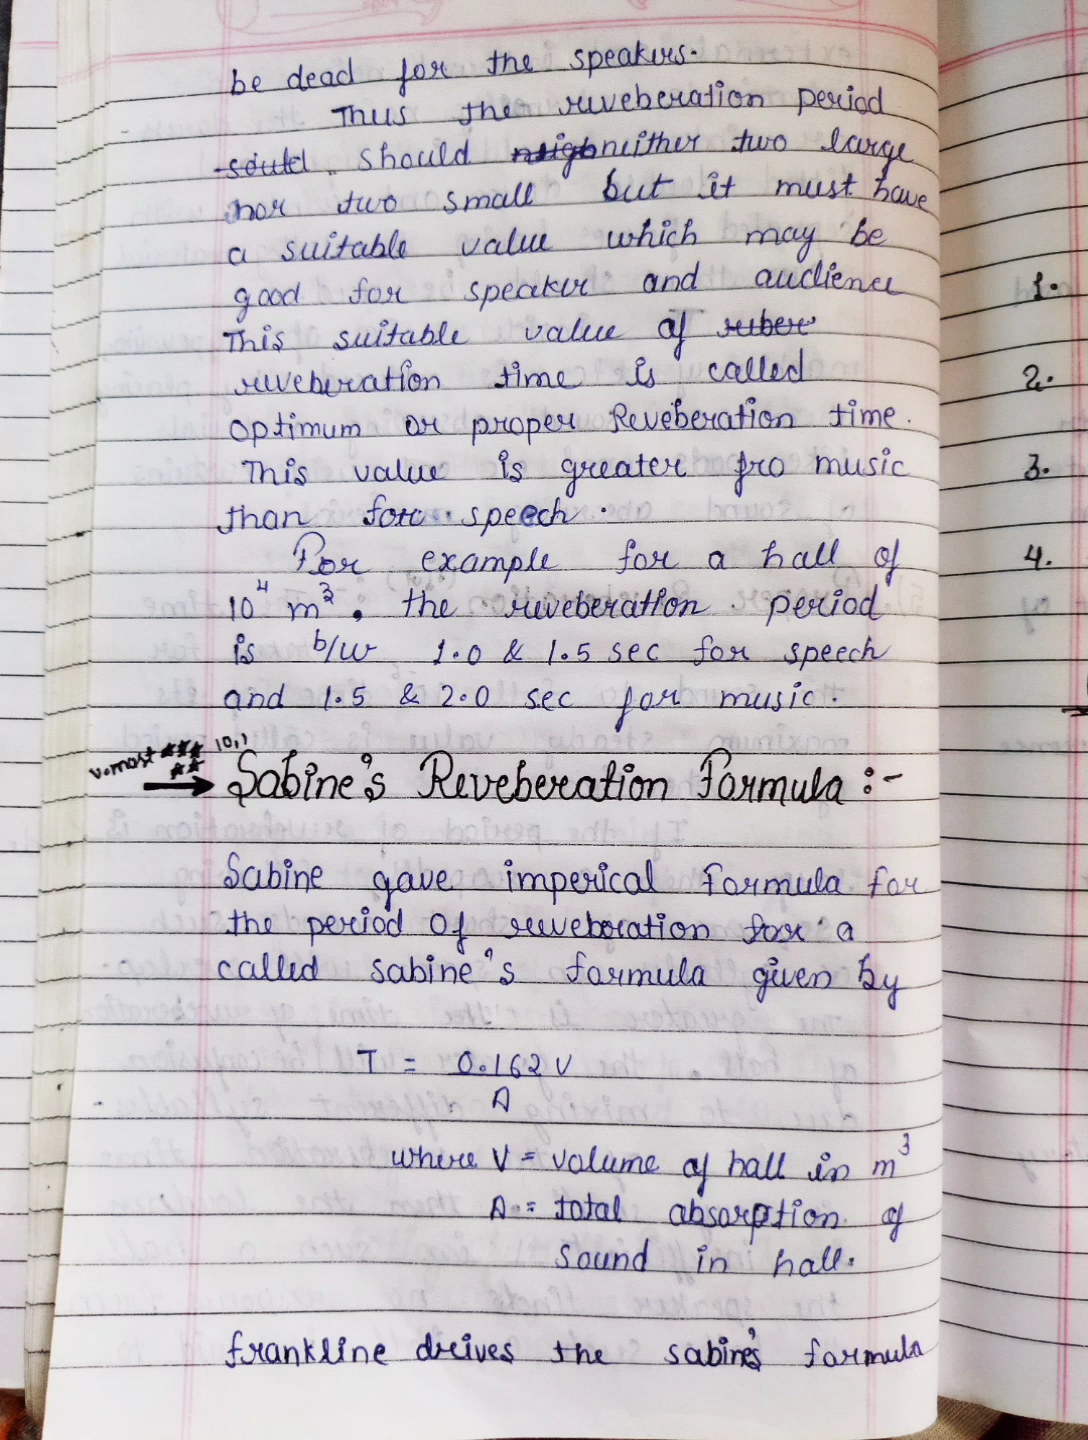 be dead for the speakers.
Thus the reveberation period
soutd should neigh neither two large
nor two small but it must have
a suitable value which may be
good for speaker and audience
This suitable value of reber
reveberation time is called
optimum or proper Reveberation time.
This value is greater fro music
than for speech.
For example for a hall of
10⁴ m³. the reveberation period
is b/w 1.0 & 1.5 sec for speech
and 1.5 & 2.0 sec for music.
v.most ★★★★★ 10,1
→ Sabine's Reveberation Formula :-
Sabine gave imperical formula for
the period of reveberation for a
called sabine's formula given by
T = 0.162 V
A
where V = volume of hall in m³
A = total absorption of
sound in hall.
frankline drives the sabine's formula
1.
2.
3.
4.